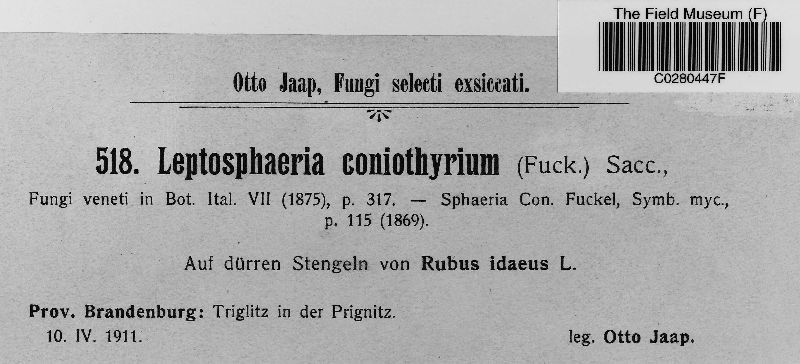 The Field Museum (F)
C0280447F
Otto Jaap, Fungi selecti exsiccati.
518. Leptosphaeria coniothyrium (Fuck.) Sacc.,
Fungi veneti in Bot. Ital. VII (1875), p. 317. — Sphaeria Con. Fuckel, Symb. myc.,
p. 115 (1869).
Auf dürren Stengeln von Rubus idaeus L.
Prov. Brandenburg: Triglitz in der Prignitz.
10. IV. 1911.
leg. Otto Jaap.